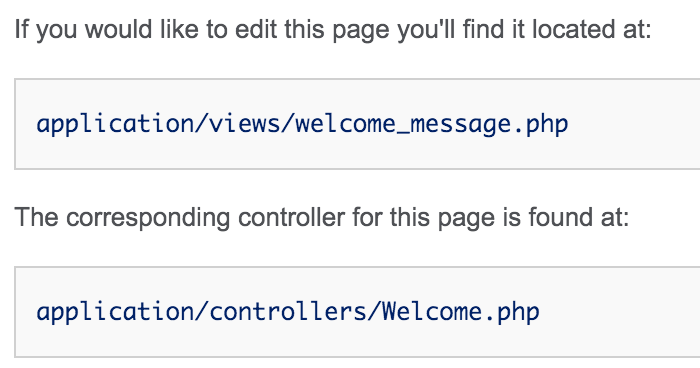 If you would like to edit this page you'll find it located at:
application/views/welcome_message.php
The corresponding controller for this page is found at:
application/controllers/Welcome.php